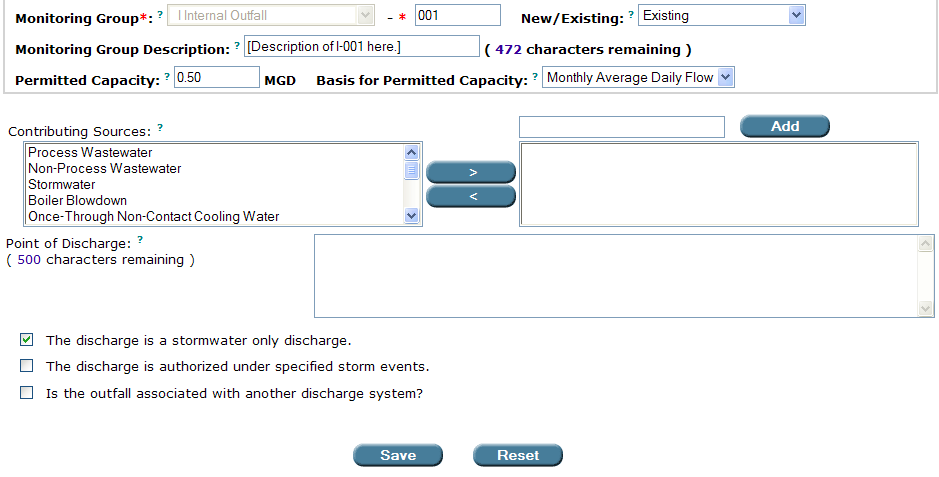 Monitoring Group*: ? I Internal Outfall - * 001 New/Existing: ? Existing
Monitoring Group Description: ? [Description of I-001 here.] ( 472 characters remaining )
Permitted Capacity: ? 0.50 MGD Basis for Permitted Capacity: ? Monthly Average Daily Flow
Contributing Sources: ? Add
Process Wastewater
Non-Process Wastewater
Stormwater
Boiler Blowdown
Once-Through Non-Contact Cooling Water
>
<
Point of Discharge: ?
( 500 characters remaining )
The discharge is a stormwater only discharge.
The discharge is authorized under specified storm events.
Is the outfall associated with another discharge system?
Save Reset